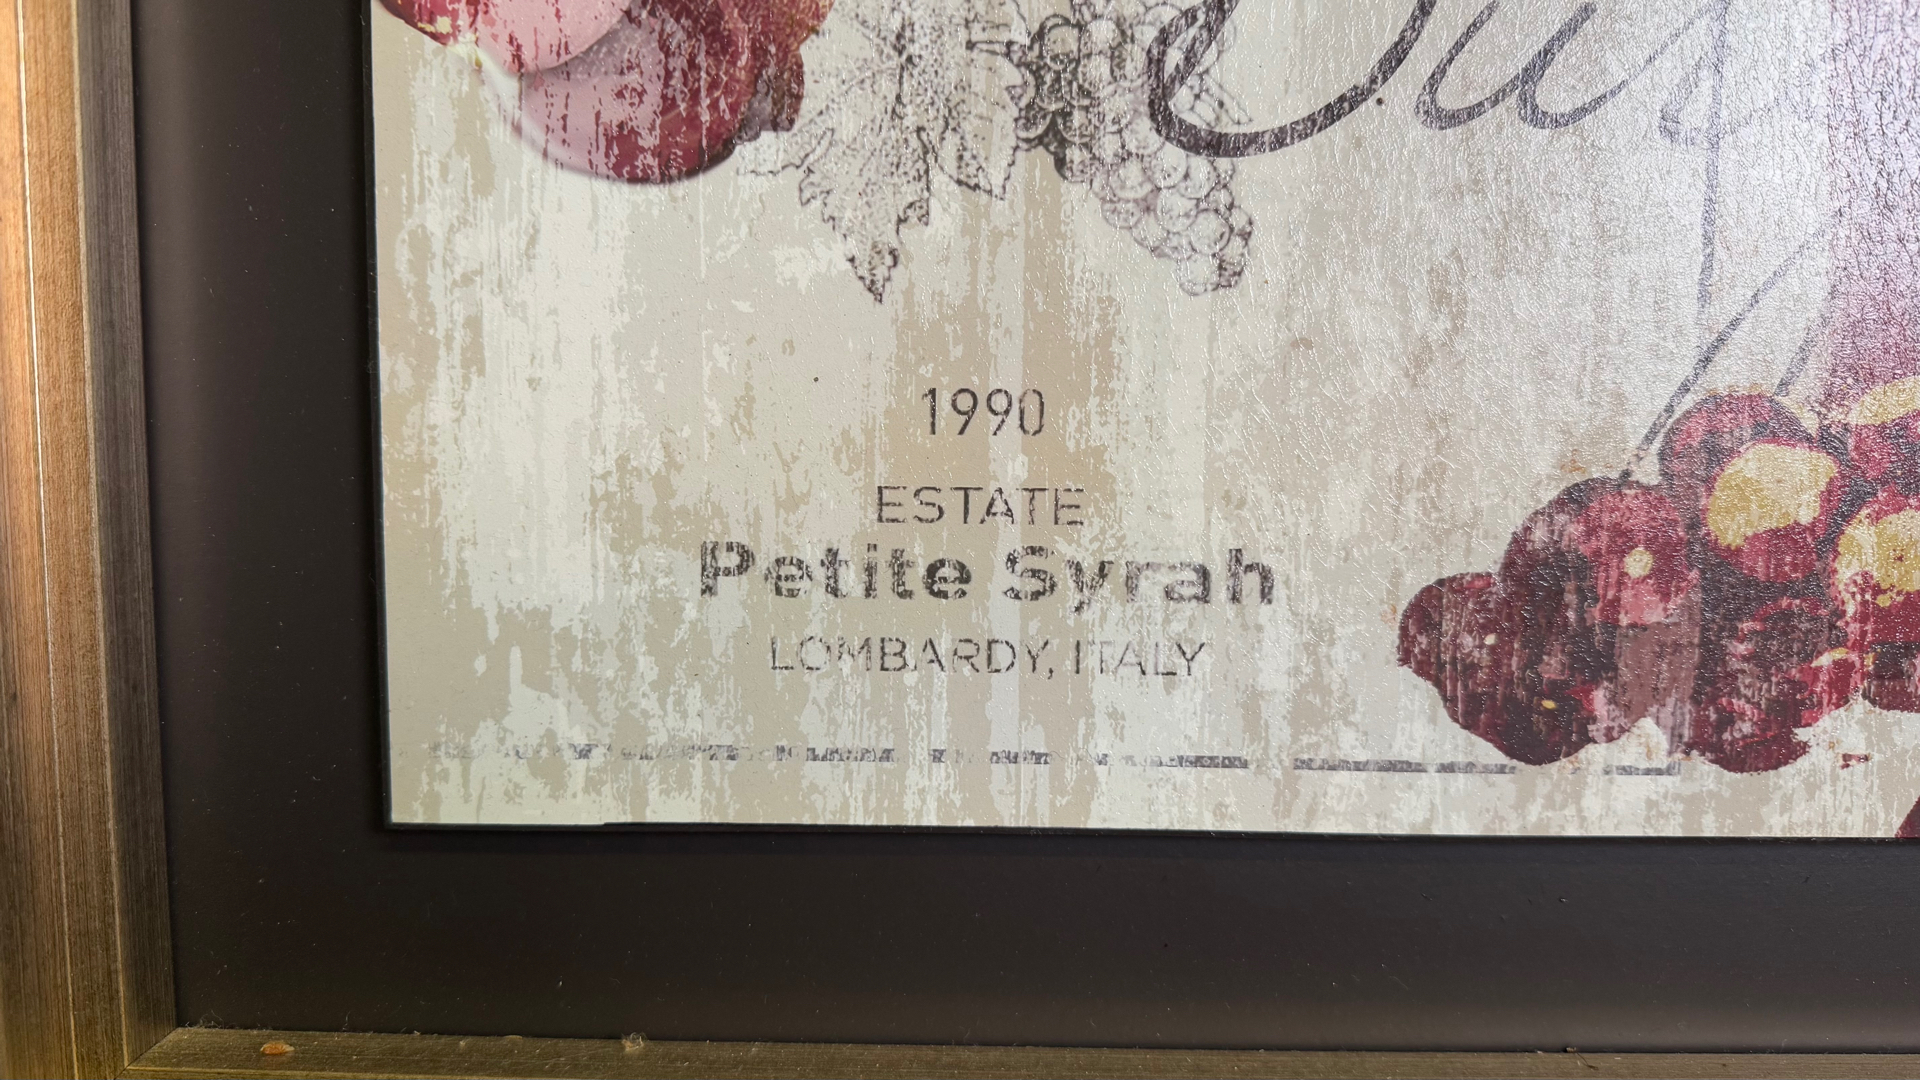 1990
ESTATE
Petite Syrah
LOMBARDY, ITALY